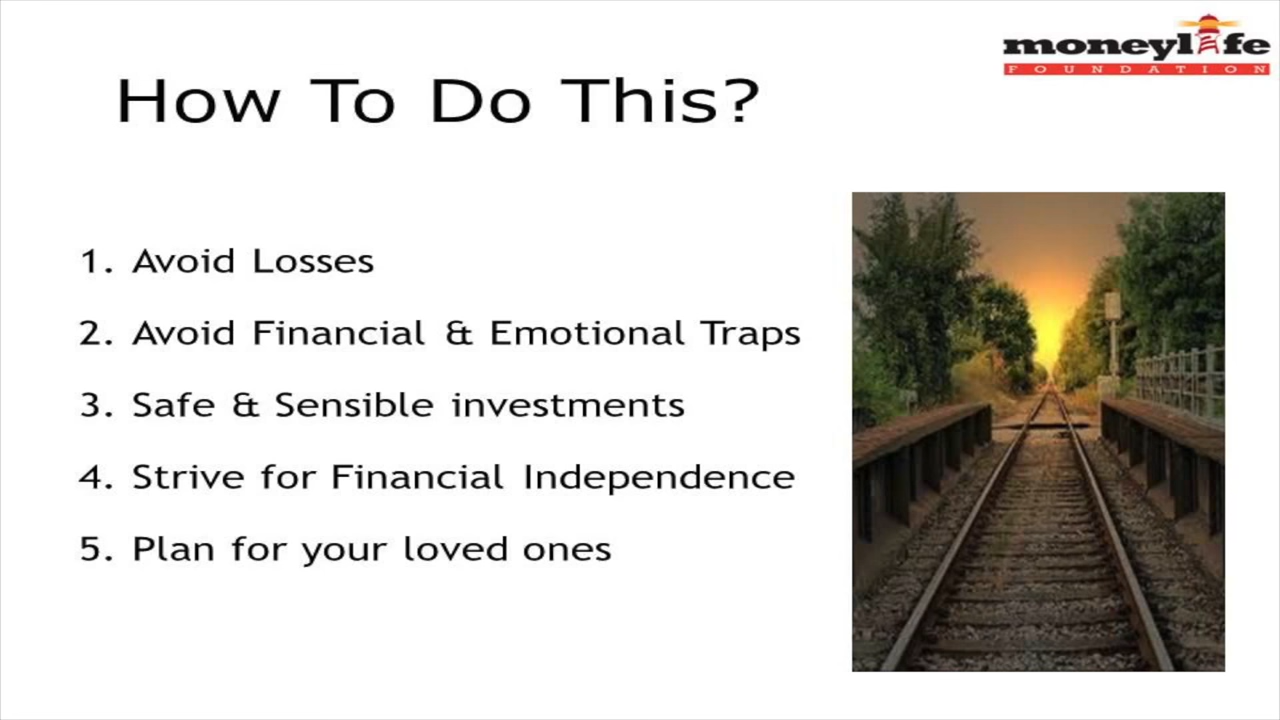 moneylife
FOUNDATION
How To Do This?
1. Avoid Losses
2. Avoid Financial & Emotional Traps
3. Safe & Sensible investments
4. Strive for Financial Independence
5. Plan for your loved ones